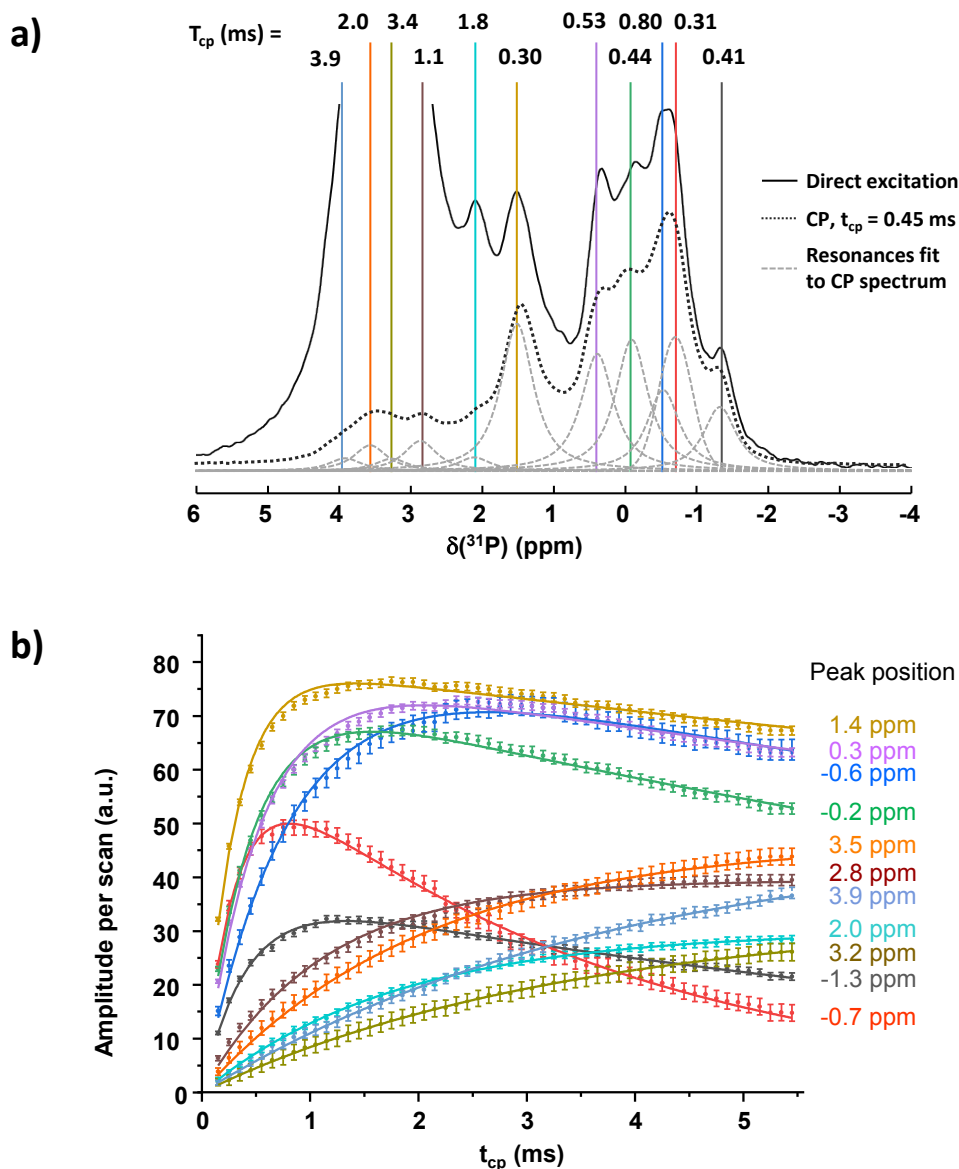 a)
T_cp (ms) =
2.0 3.4 1.8 0.53 0.80 0.31
3.9 1.1 0.30 0.44 0.41
Direct excitation
CP, t_cp = 0.45 ms
Resonances fit
to CP spectrum
6 5 4 3 2 1 0 -1 -2 -3 -4
δ(³¹P) (ppm)
b)
Amplitude per scan (a.u.)
80
70
60
50
40
30
20
10
0
Peak position
1.4 ppm
0.3 ppm
-0.6 ppm
-0.2 ppm
3.5 ppm
2.8 ppm
3.9 ppm
2.0 ppm
3.2 ppm
-1.3 ppm
-0.7 ppm
0 1 2 3 4 5
t_cp (ms)